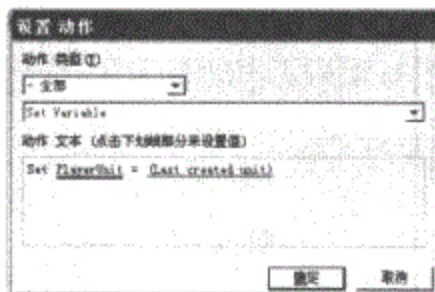 设置 动作
动作 类型(T)
- 全部
Set Variable
动作 文本 (点击下划线部分来设置值)
Set PlayerUnit = (Last created unit)
确定 取消